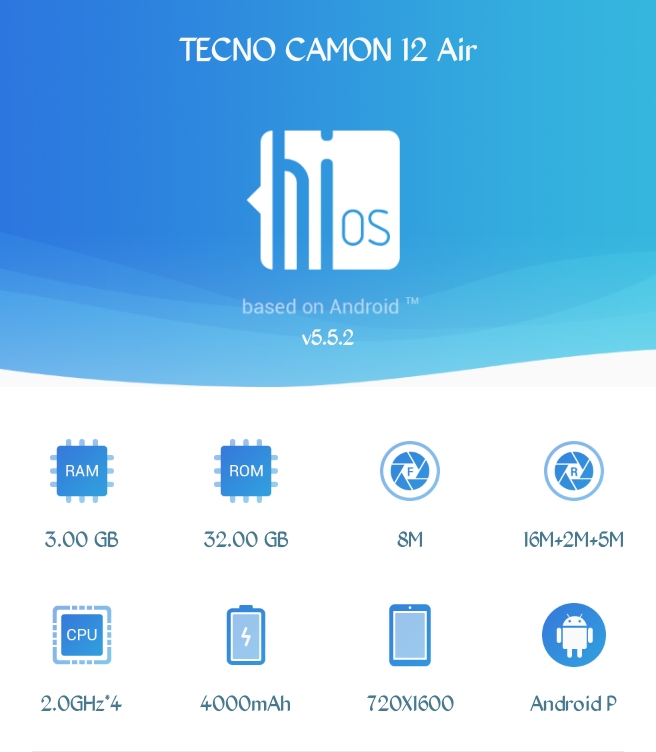 TECNO CAMON 12 Air
hi OS
based on Android ™
v5.5.2
RAM
ROM
F
R
3.00 GB
32.00 GB
8M
16M+2M+5M
CPU
2.0GHz*4
4000mAh
720X1600
Android P